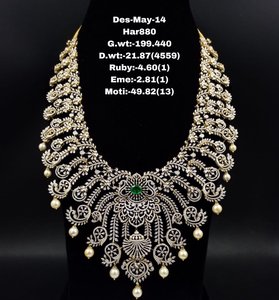 Des-May-14
Har880
G.wt:-199.440
D.wt:-21.87(4559)
Ruby:-4.60(1)
Eme:-2.81(1)
Moti:-49.82(13)